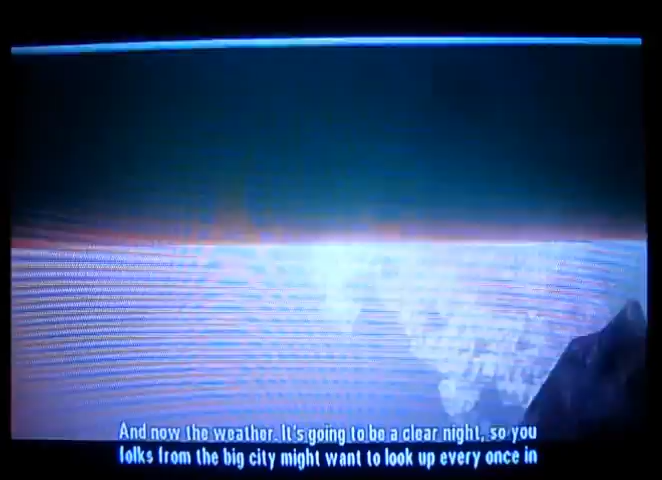 And now the weather. It's going to be a clear night, so you
folks from the big city might want to look up every once in